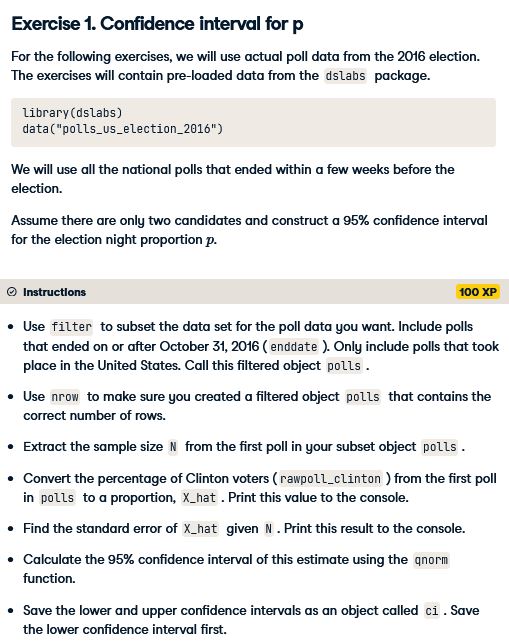 Exercise 1. Confidence interval for p
For the following exercises, we will use actual poll data from the 2016 election.
The exercises will contain pre-loaded data from the dslabs package.
library(dslabs)
data("polls_us_election_2016")
We will use all the national polls that ended within a few weeks before the
election.
Assume there are only two candidates and construct a 95% confidence interval
for the election night proportion p.
Instructions 100 XP
• Use filter to subset the data set for the poll data you want. Include polls
that ended on or after October 31, 2016 ( enddate ). Only include polls that took
place in the United States. Call this filtered object polls .
• Use nrow to make sure you created a filtered object polls that contains the
correct number of rows.
• Extract the sample size N from the first poll in your subset object polls .
• Convert the percentage of Clinton voters ( rawpoll_clinton ) from the first poll
in polls to a proportion, X_hat . Print this value to the console.
• Find the standard error of X_hat given N . Print this result to the console.
• Calculate the 95% confidence interval of this estimate using the qnorm
function.
• Save the lower and upper confidence intervals as an object called ci . Save
the lower confidence interval first.